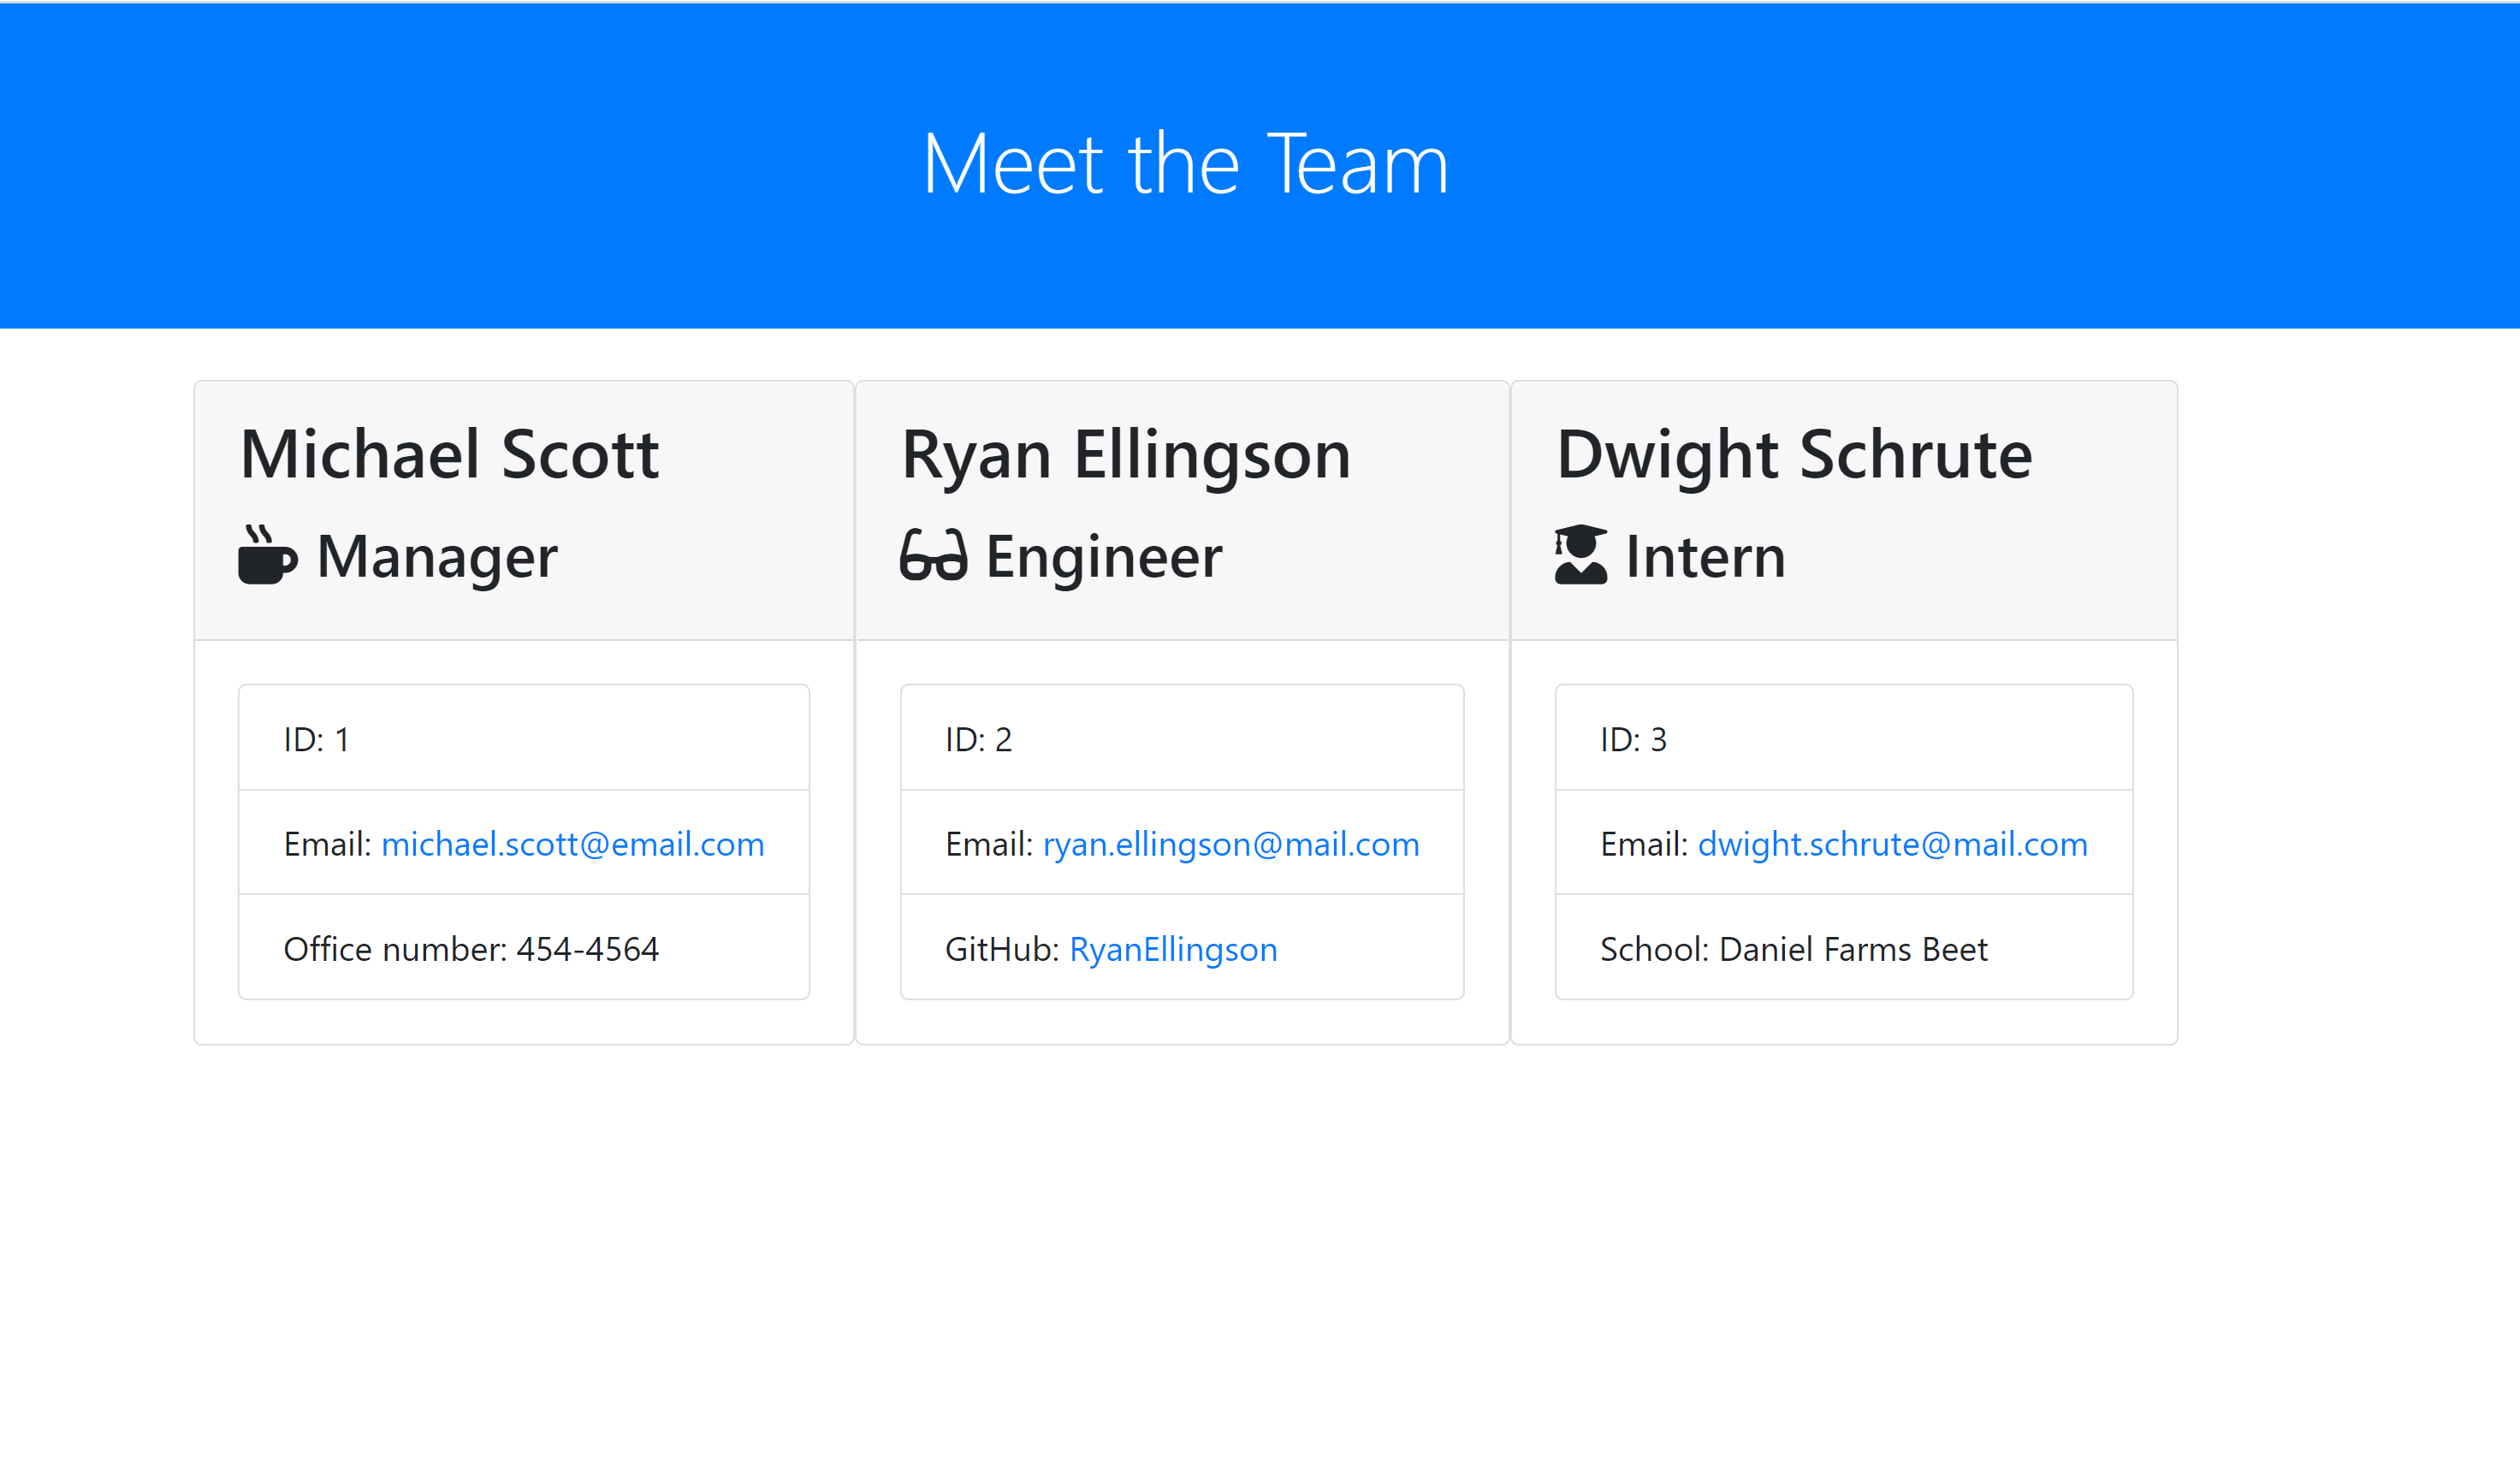 Meet the Team
Michael Scott
Manager
ID: 1
Email: michael.scott@email.com
Office number: 454-4564
Ryan Ellingson
Engineer
ID: 2
Email: ryan.ellingson@mail.com
GitHub: RyanEllingson
Dwight Schrute
Intern
ID: 3
Email: dwight.schrute@mail.com
School: Daniel Farms Beet